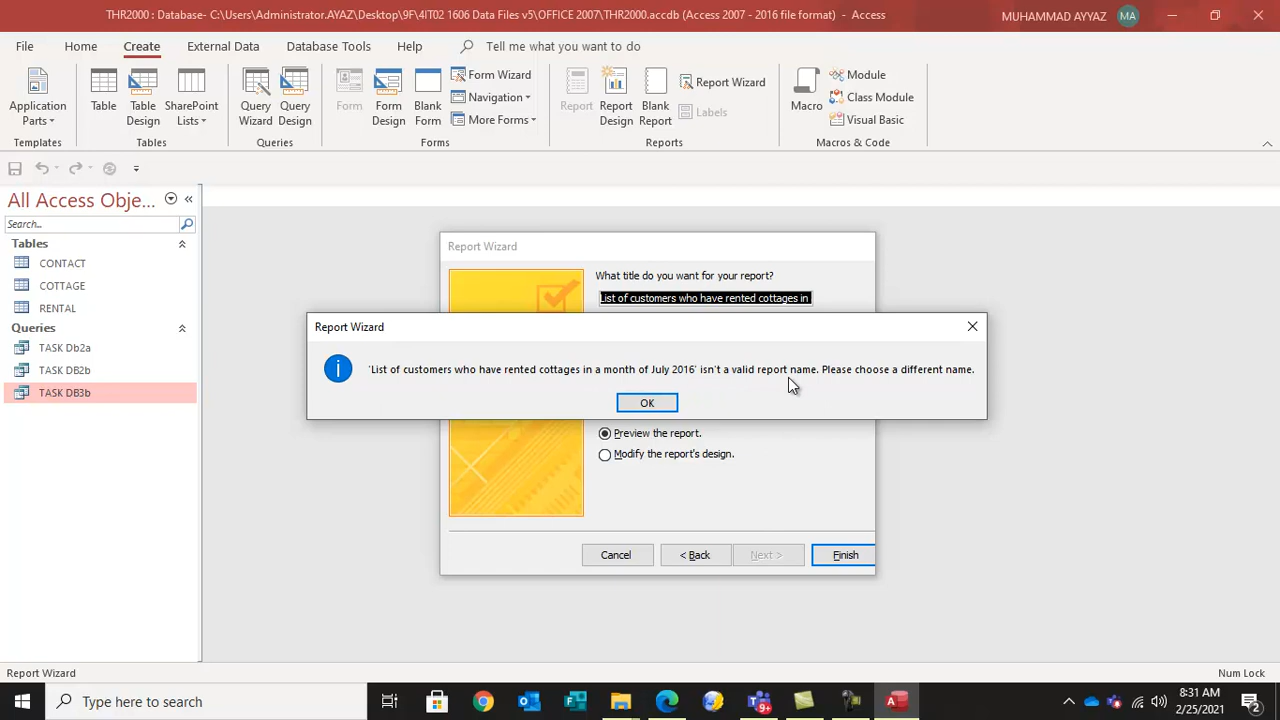 THR2000 : Database- C:\Users\Administrator.AYAZ\Desktop\9F\4IT02 1606 Data Files v5\OFFICE 2007\THR2000.accdb (Access 2007 - 2016 file format) - Access
MUHAMMAD AYYAZ
MA
File Home Create External Data Database Tools Help Tell me what you want to do
Application Parts
Table
Table Design
SharePoint Lists
Query Wizard
Query Design
Form
Form Design
Blank Form
Form Wizard
Navigation
More Forms
Report
Report Design
Blank Report
Report Wizard
Labels
Macro
Module
Class Module
Visual Basic
Templates Tables Queries Forms Reports Macros & Code
All Access Obje...
Search...
Tables
CONTACT
COTTAGE
RENTAL
Queries
TASK Db2a
TASK DB2b
TASK DB3b
Report Wizard
What title do you want for your report?
List of customers who have rented cottages in
Report Wizard
'List of customers who have rented cottages in a month of July 2016' isn't a valid report name. Please choose a different name.
OK
Preview the report.
Modify the report's design.
Cancel < Back Next > Finish
Report Wizard
Num Lock
Type here to search
9+
8:31 AM
2/25/2021
2